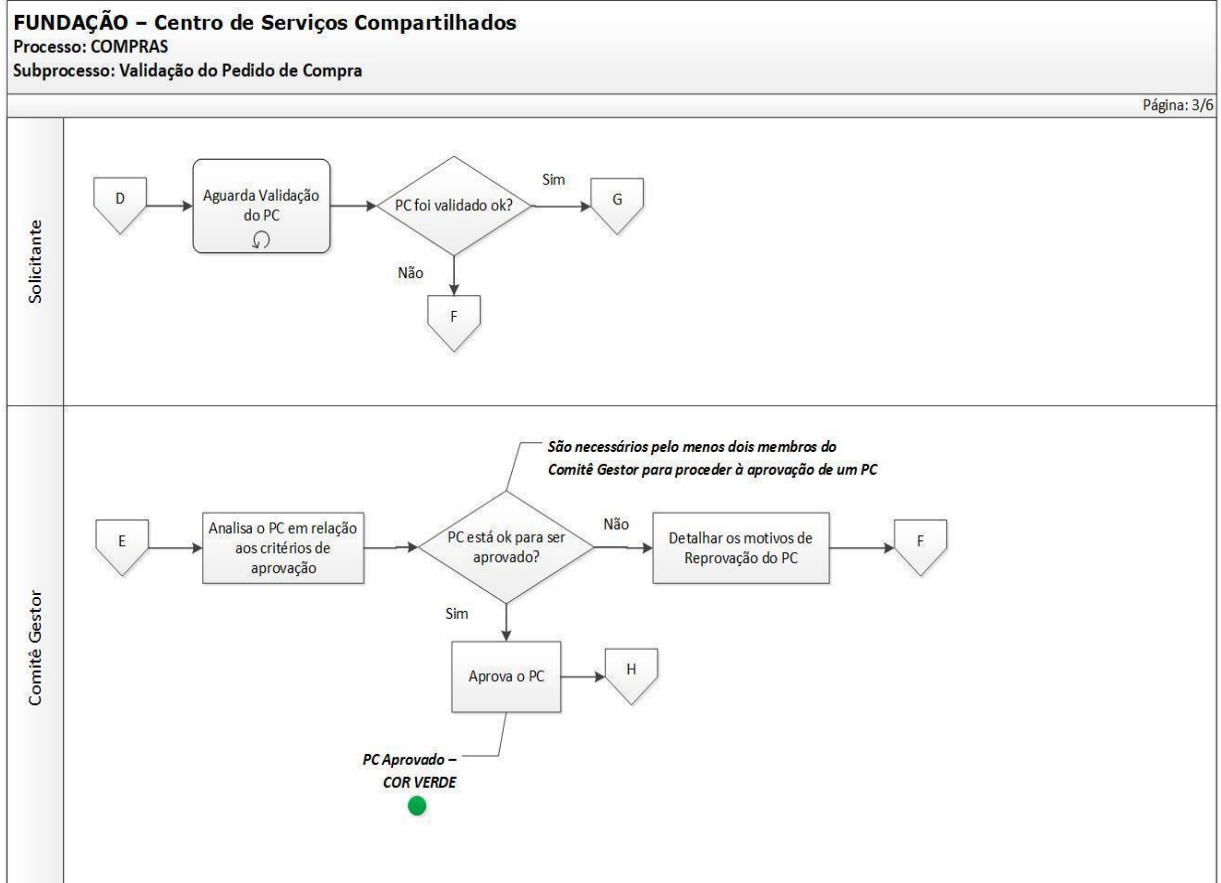 FUNDAÇÃO – Centro de Serviços Compartilhados
Processo: COMPRAS
Subprocesso: Validação do Pedido de Compra
Página: 3/6
Solicitante
D
Aguarda Validação
do PC
PC foi validado ok?
Sim
G
Não
F
Comitê Gestor
São necessários pelo menos dois membros do
Comitê Gestor para proceder à aprovação de um PC
E
Analisa o PC em relação
aos critérios de
aprovação
PC está ok para ser
aprovado?
Não
Detalhar os motivos de
Reprovação do PC
F
Sim
Aprova o PC
H
PC Aprovado –
COR VERDE